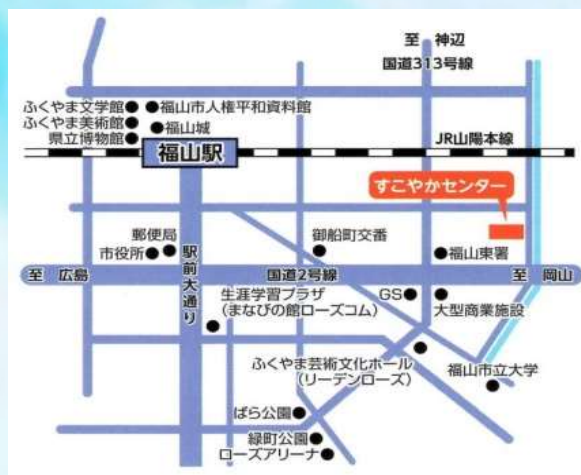 至 神辺
国道313号線
ふくやま文学館
福山市人権平和資料館
ふくやま美術館
福山城
県立博物館
JR山陽本線
福山駅
すこやかセンター
郵便局
市役所
駅前大通り
御船町交番
福山東署
至 広島
国道2号線
至 岡山
生涯学習プラザ
(まなびの館ローズコム)
GS
大型商業施設
ふくやま芸術文化ホール
(リーデンローズ)
福山市立大学
ばら公園
緑町公園
ローズアリーナ